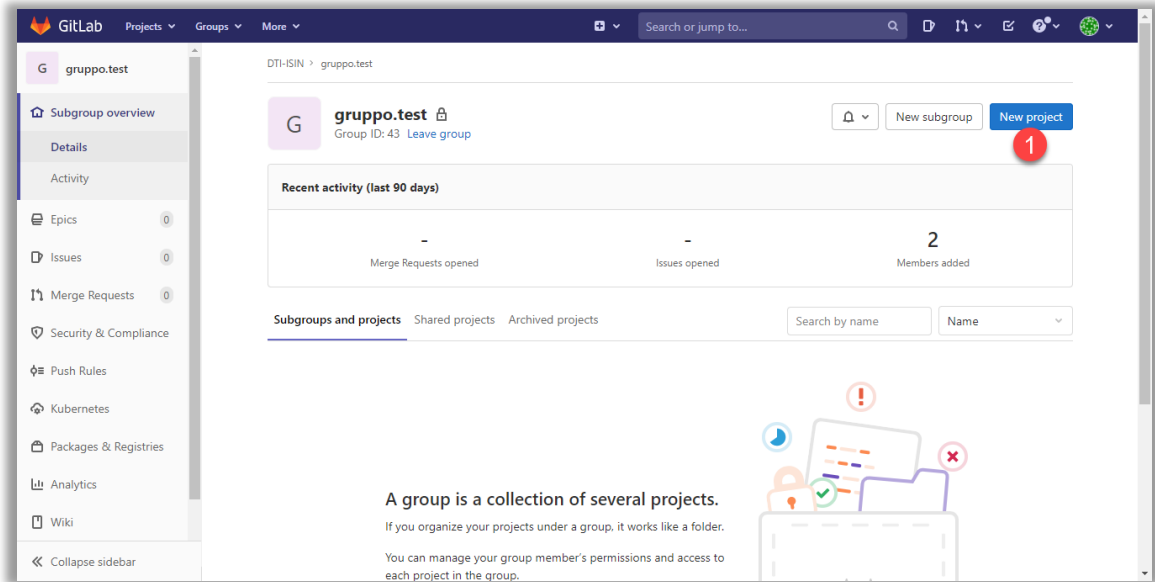 GitLab Projects Groups More Search or jump to...
G gruppo.test
Subgroup overview
Details
Activity
Epics 0
Issues 0
Merge Requests 0
Security & Compliance
Push Rules
Kubernetes
Packages & Registries
Analytics
Wiki
Collapse sidebar
DTI-ISIN > gruppo.test
G
gruppo.test
Group ID: 43 Leave group
New subgroup New project
1
Recent activity (last 90 days)
- - 2
Merge Requests opened Issues opened Members added
Subgroups and projects Shared projects Archived projects Search by name Name
A group is a collection of several projects.
If you organize your projects under a group, it works like a folder.
You can manage your group member's permissions and access to
each project in the group.